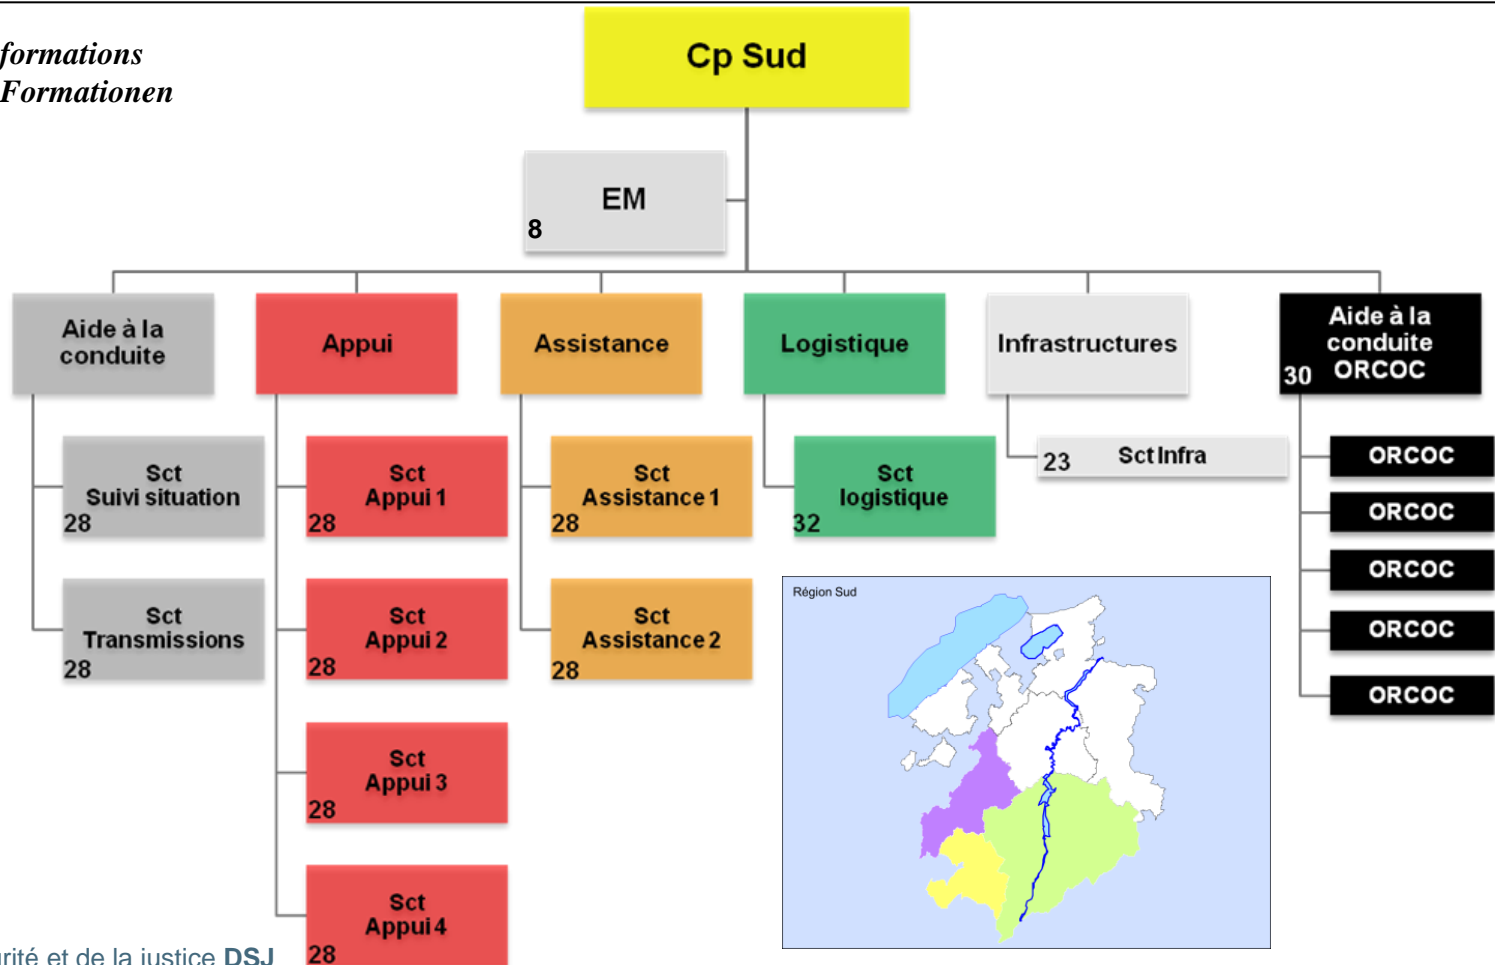 formations
Formationen
Cp Sud
EM
8
Aide à la
conduite
Appui
Assistance
Logistique
Infrastructures
Aide à la
conduite
ORCOC
30
Sct
Suivi situation
28
Sct
Transmissions
28
Sct
Appui 1
28
Sct
Appui 2
28
Sct
Appui 3
28
Sct
Appui 4
28
Sct
Assistance 1
28
Sct
Assistance 2
28
Sct
logistique
32
23 Sct Infra
ORCOC
ORCOC
ORCOC
ORCOC
ORCOC
Région Sud
rité et de la justice DSJ